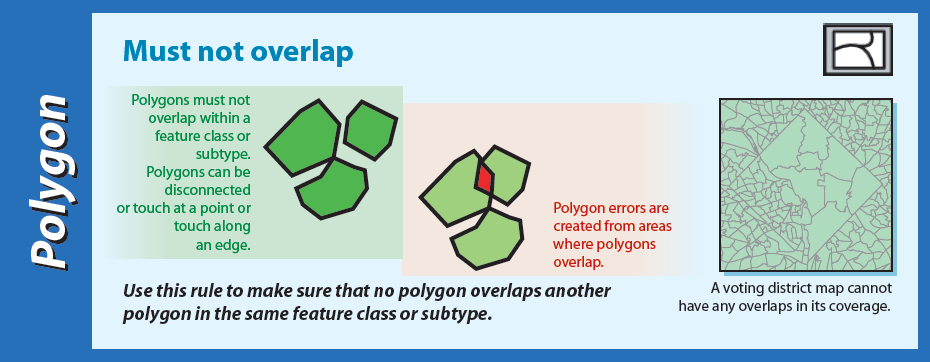 Polygon
Must not overlap
Polygons must not
overlap within a
feature class or
subtype.
Polygons can be
disconnected
or touch at a point or
touch along
an edge.
Polygon errors are
created from areas
where polygons
overlap.
Use this rule to make sure that no polygon overlaps another
polygon in the same feature class or subtype.
A voting district map cannot
have any overlaps in its coverage.